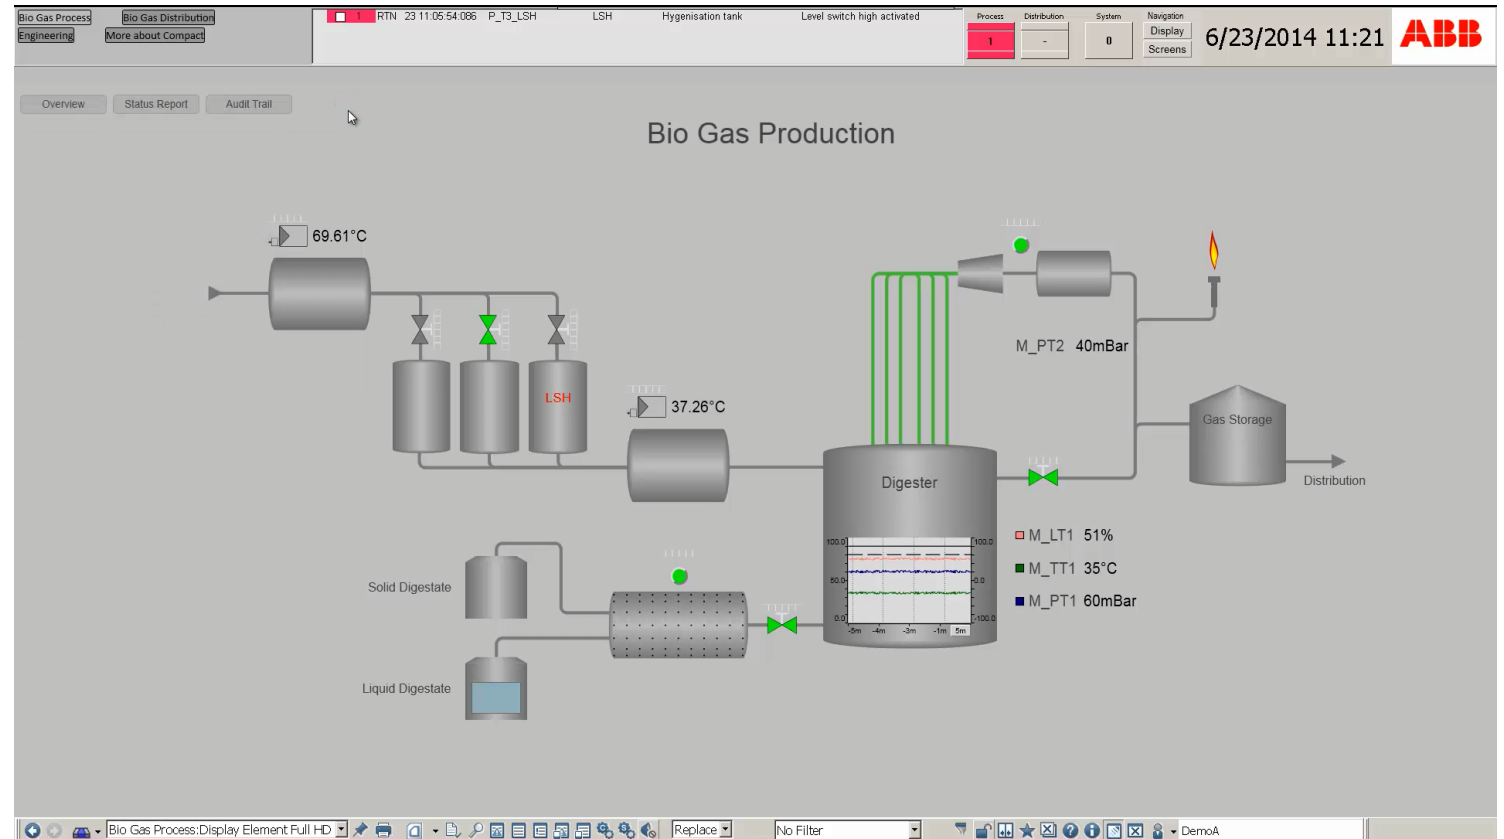 Bio Gas Process Bio Gas Distribution
Engineering More about Compact
1 RTN 23 11:05:54:086 P_T3_LSH LSH Hygenisation tank Level switch high activated
Process Distribution System Navigation
1 - 0 Display
Screens
6/23/2014 11:21 ABB
Overview Status Report Audit Trail
Bio Gas Production
69.61°C
M_PT2 40mBar
LSH
37.26°C
Gas Storage
Distribution
Digester
M_LT1 51%
M_TT1 35°C
M_PT1 60mBar
100.0 100.0
50.0 0.0
0.0 -100.0
-5m -4m -3m -1m 5m
Solid Digestate
Liquid Digestate
Bio Gas Process:Display Element Full HD Replace No Filter DemoA